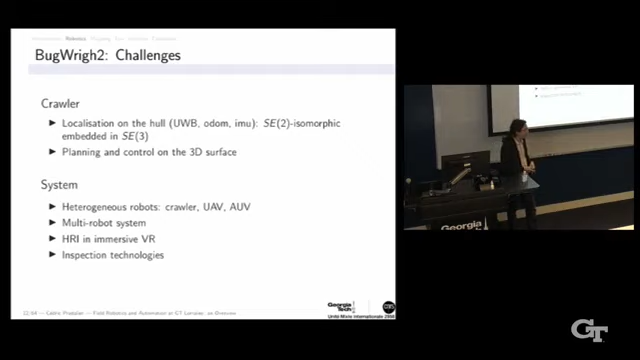 Robotics
BugWrigh2: Challenges
Crawler
Localisation on the hull (UWB, odom, imu): SE(2)-isomorphic
embedded in SE(3)
Planning and control on the 3D surface
System
Heterogeneous robots: crawler, UAV, AUV
Multi-robot system
HRI in immersive VR
Inspection technologies
Georgia
Tech
Field Robotics and Automation at GT Lorraine, an Overview
Georgia
GT